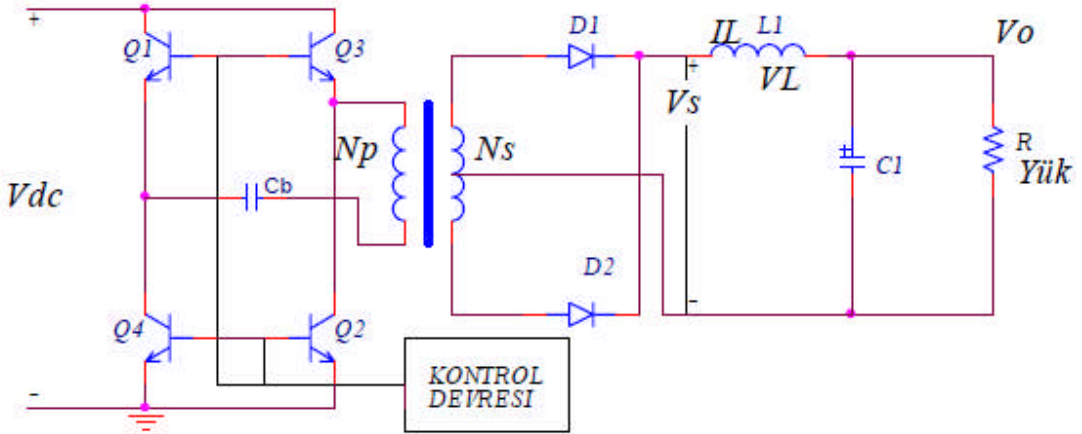 +
Q1
Q3
D1
IL
L1
Vo
+
VL
Vs
Np
Ns
Cb
+
C1
R
Yük
Vdc
D2
-
Q4
Q2
KONTROL
DEVRESI
-